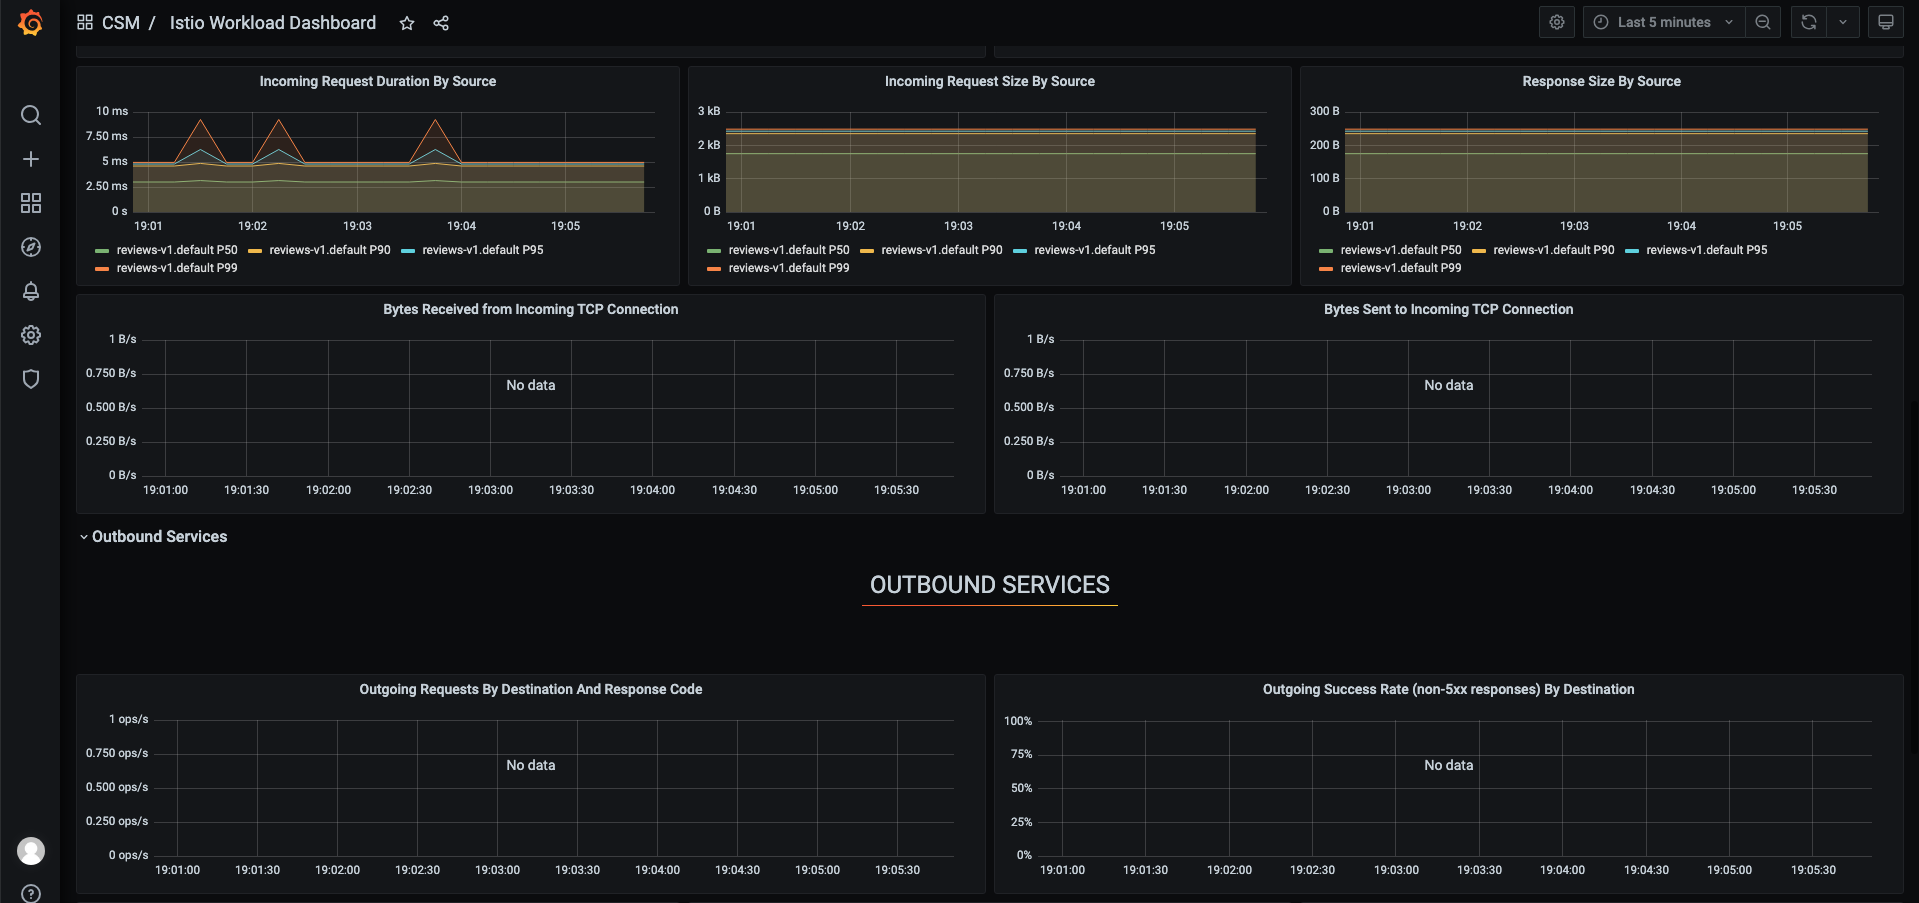 CSM / Istio Workload Dashboard
Last 5 minutes
Incoming Request Duration By Source
10 ms
7.50 ms
5 ms
2.50 ms
0 s
19:01 19:02 19:03 19:04 19:05
reviews-v1.default P50 reviews-v1.default P90 reviews-v1.default P95
reviews-v1.default P99
Incoming Request Size By Source
3 kB
2 kB
1 kB
0 B
19:01 19:02 19:03 19:04 19:05
reviews-v1.default P50 reviews-v1.default P90 reviews-v1.default P95
reviews-v1.default P99
Response Size By Source
300 B
200 B
100 B
0 B
19:01 19:02 19:03 19:04 19:05
reviews-v1.default P50 reviews-v1.default P90 reviews-v1.default P95
reviews-v1.default P99
Bytes Received from Incoming TCP Connection
1 B/s
0.750 B/s
No data
0.500 B/s
0.250 B/s
0 B/s
19:01:00 19:01:30 19:02:00 19:02:30 19:03:00 19:03:30 19:04:00 19:04:30 19:05:00 19:05:30
Bytes Sent to Incoming TCP Connection
1 B/s
0.750 B/s
No data
0.500 B/s
0.250 B/s
0 B/s
19:01:00 19:01:30 19:02:00 19:02:30 19:03:00 19:03:30 19:04:00 19:04:30 19:05:00 19:05:30
Outbound Services
OUTBOUND SERVICES
Outgoing Requests By Destination And Response Code
1 ops/s
0.750 ops/s
No data
0.500 ops/s
0.250 ops/s
0 ops/s
19:01:00 19:01:30 19:02:00 19:02:30 19:03:00 19:03:30 19:04:00 19:04:30 19:05:00 19:05:30
Outgoing Success Rate (non-5xx responses) By Destination
100%
75%
No data
50%
25%
0%
19:01:00 19:01:30 19:02:00 19:02:30 19:03:00 19:03:30 19:04:00 19:04:30 19:05:00 19:05:30